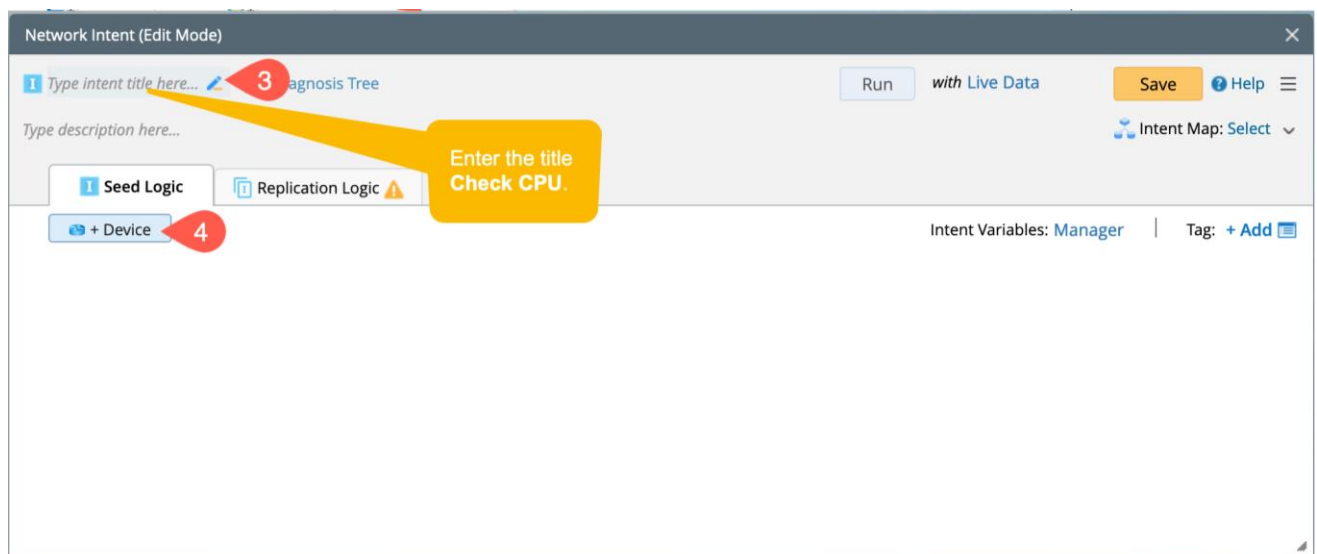 Network Intent (Edit Mode)
Type intent title here...
3
agnosis Tree
Run
with Live Data
Save
Help
Type description here...
Intent Map: Select
Enter the title
Check CPU.
Seed Logic
Replication Logic
+ Device
4
Intent Variables: Manager
Tag: + Add